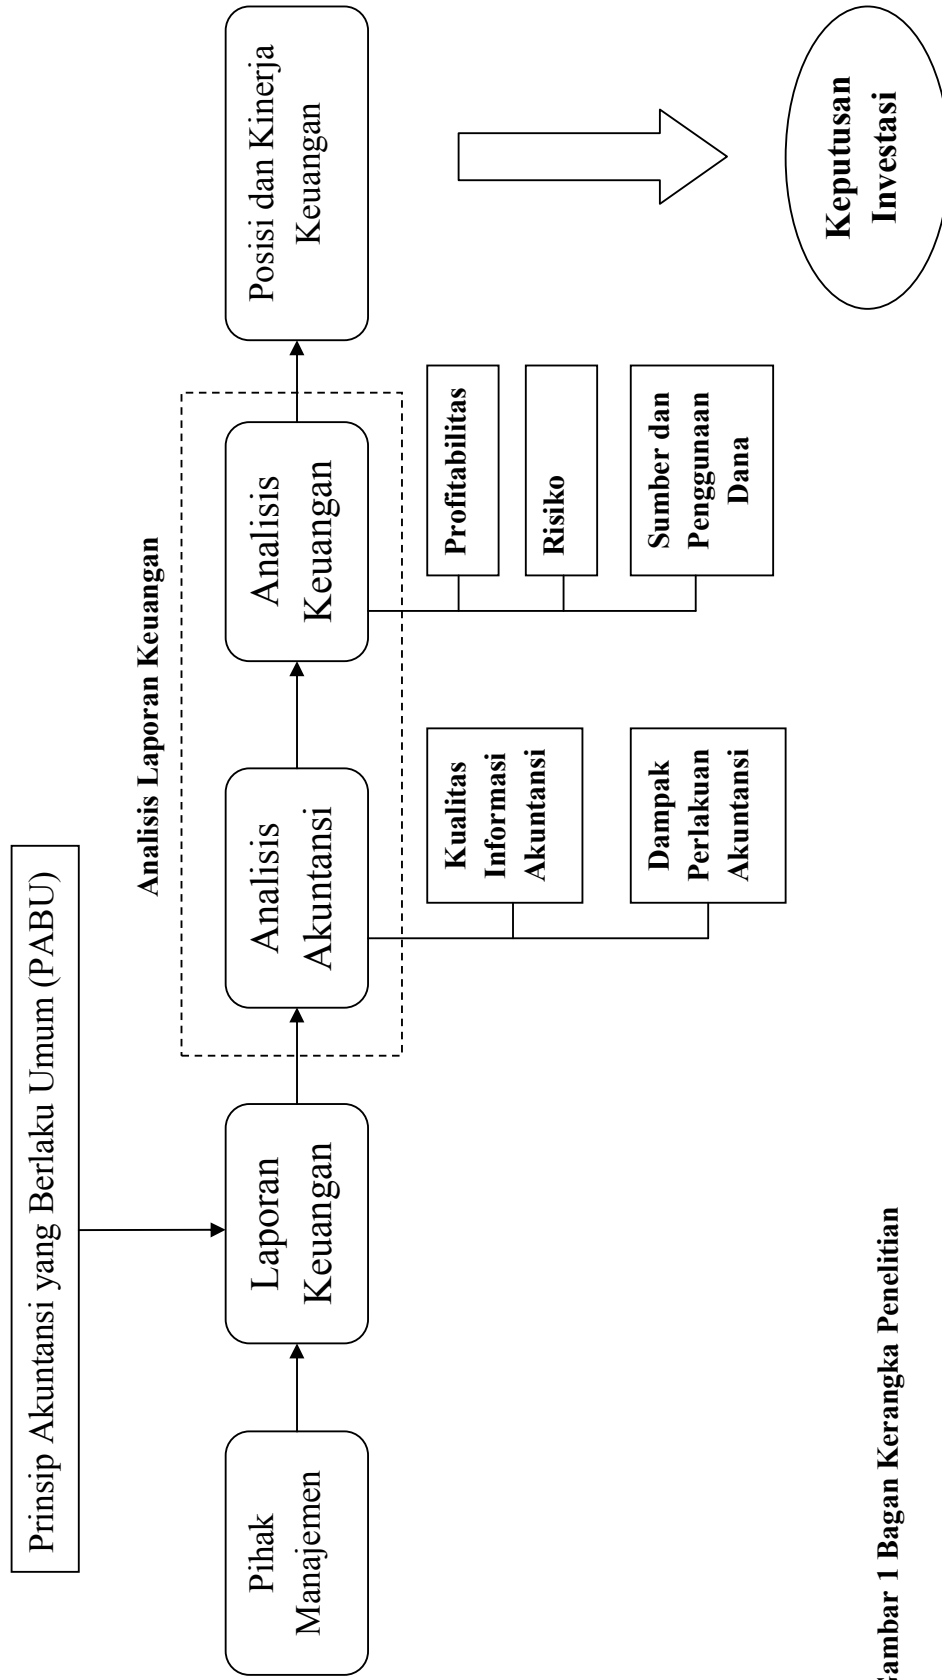 Prinsip Akuntansi yang Berlaku Umum (PABU)
Analisis Laporan Keuangan
Pihak
Manajemen
Laporan
Keuangan
Analisis
Akuntansi
Analisis
Keuangan
Posisi dan Kinerja
Keuangan
Kualitas
Informasi
Akuntansi
Dampak
Perlakuan
Akuntansi
Profitabilitas
Risiko
Sumber dan
Penggunaan
Dana
Keputusan
Investasi
Gambar 1 Bagan Kerangka Penelitian